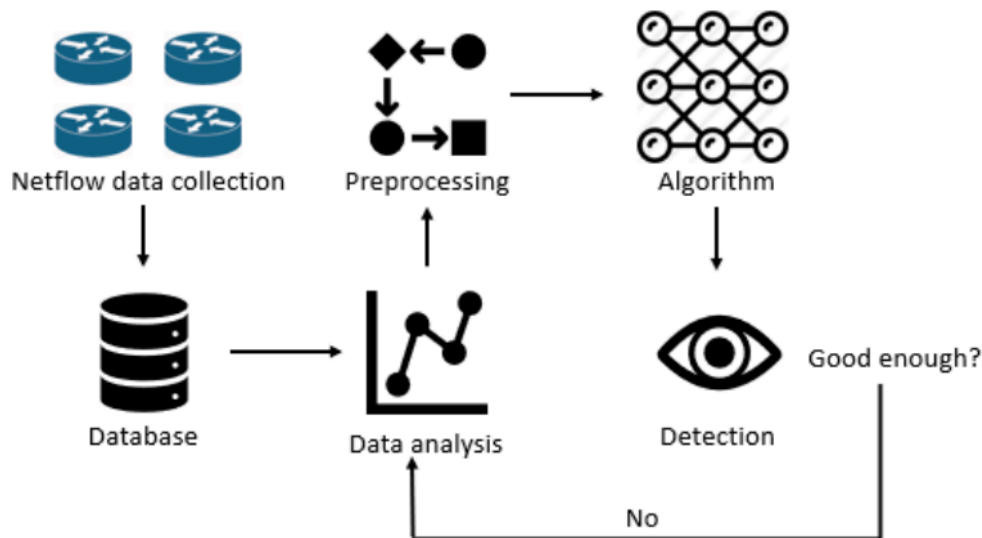 Netflow data collection
Preprocessing
Algorithm
Database
Data analysis
Detection
Good enough?
No